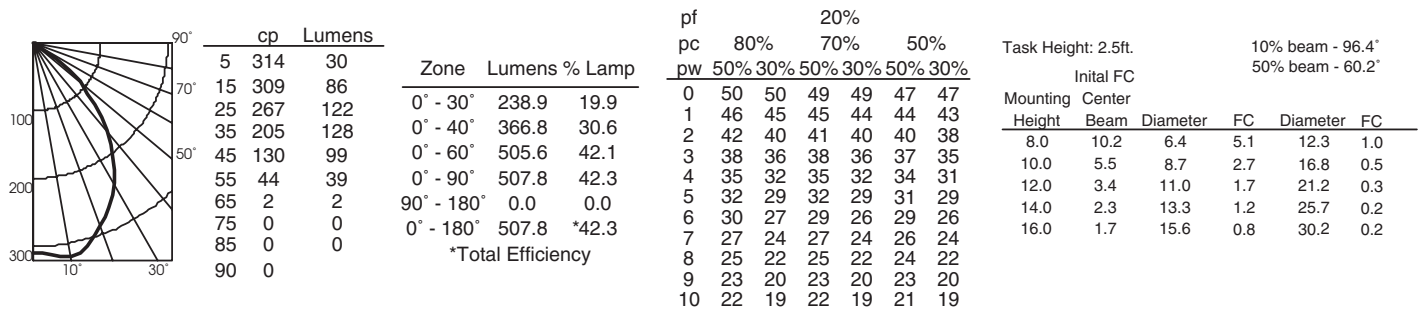 90°
70°
50°
30°
10°
100
200
300
cp Lumens
5 314 30
15 309 86
25 267 122
35 205 128
45 130 99
55 44 39
65 2 2
75 0 0
85 0 0
90 0
Zone Lumens % Lamp
0° - 30° 238.9 19.9
0° - 40° 366.8 30.6
0° - 60° 505.6 42.1
0° - 90° 507.8 42.3
90° - 180° 0.0 0.0
0° - 180° 507.8 *42.3
*Total Efficiency
pf 20%
pc 80% 70% 50%
pw 50% 30% 50% 30% 50% 30%
0 50 50 49 49 47 47
1 46 45 45 44 44 43
2 42 40 41 40 40 38
3 38 36 38 36 37 35
4 35 32 35 32 34 31
5 32 29 32 29 31 29
6 30 27 29 26 29 26
7 27 24 27 24 26 24
8 25 22 25 22 24 22
9 23 20 23 20 23 20
10 22 19 22 19 21 19
Task Height: 2.5ft.
10% beam - 96.4°
50% beam - 60.2°
Inital FC
Mounting Center
Height Beam Diameter FC Diameter FC
8.0 10.2 6.4 5.1 12.3 1.0
10.0 5.5 8.7 2.7 16.8 0.5
12.0 3.4 11.0 1.7 21.2 0.3
14.0 2.3 13.3 1.2 25.7 0.2
16.0 1.7 15.6 0.8 30.2 0.2